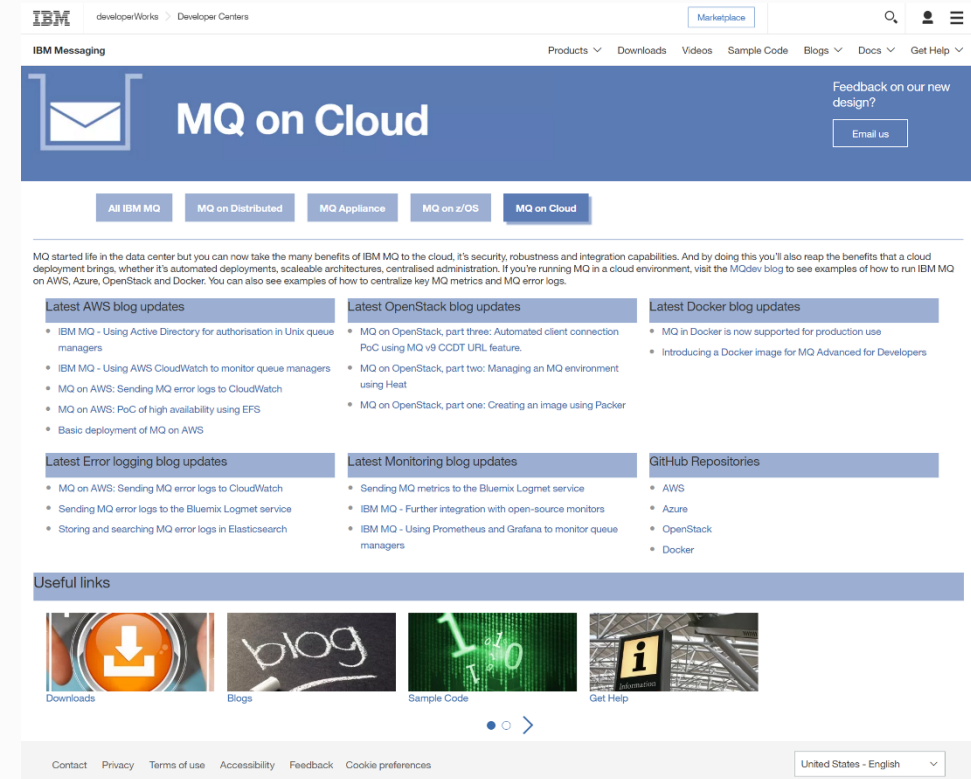 IBM developerWorks Developer Centers Marketplace
IBM Messaging Products Downloads Videos Sample Code Blogs Docs Get Help
Feedback on our new
design?
MQ on Cloud
Email us
All IBM MQ MQ on Distributed MQ Appliance MQ on z/OS MQ on Cloud
MQ started life in the data center but you can now take the many benefits of IBM MQ to the cloud, it's security, robustness and integration capabilities. And by doing this you'll also reap the benefits that a cloud
deployment brings, whether it's automated deployments, scaleable architectures, centralised administration. If you're running MQ in a cloud environment, visit the MQdev blog to see examples of how to run IBM MQ
on AWS, Azure, OpenStack and Docker. You can also see examples of how to centralize key MQ metrics and MQ error logs.
Latest AWS blog updates
IBM MQ - Using Active Directory for authorisation in Unix queue
managers
IBM MQ - Using AWS CloudWatch to monitor queue managers
MQ on AWS: Sending MQ error logs to CloudWatch
MQ on AWS: PoC of high availability using EFS
Basic deployment of MQ on AWS
Latest OpenStack blog updates
MQ on OpenStack, part three: Automated client connection
PoC using MQ v9 CCDT URL feature.
MQ on OpenStack, part two: Managing an MQ environment
using Heat
MQ on OpenStack, part one: Creating an image using Packer
Latest Docker blog updates
MQ in Docker is now supported for production use
Introducing a Docker image for MQ Advanced for Developers
Latest Error logging blog updates
MQ on AWS: Sending MQ error logs to CloudWatch
Sending MQ error logs to the Bluemix Logmet service
Storing and searching MQ error logs in Elasticsearch
Latest Monitoring blog updates
Sending MQ metrics to the Bluemix Logmet service
IBM MQ - Further integration with open-source monitors
IBM MQ - Using Prometheus and Grafana to monitor queue
managers
GitHub Repositories
AWS
Azure
OpenStack
Docker
Useful links
blog
1 0 1 0
i
Information
Downloads Blogs Sample Code Get Help
Contact Privacy Terms of use Accessibility Feedback Cookie preferences United States - English